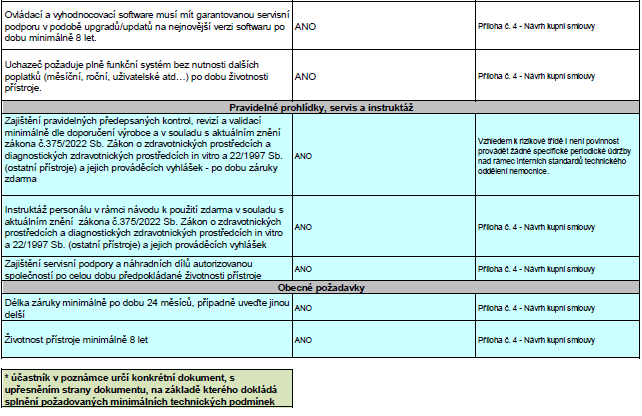 Ovládací a vyhodnocovací software musí mít garantovanou servisní
podporu v podobě upgradů/updatů na nejnovější verzi softwaru po
dobu minimálně 8 let.
ANO
Příloha č. 4 - Návrh kupní smlouvy
Uchazeč požaduje plně funkční systém bez nutnosti dalších
poplatků (měsíční, roční, uživatelské atd…) po dobu životnosti
přístroje.
ANO
Příloha č. 4 - Návrh kupní smlouvy
Pravidelné prohlídky, servis a instruktáž
Zajištění pravidelných předepsaných kontrol, revizí a validací
minimálně dle doporučení výrobce a v souladu s aktuálním znění
zákona č.375/2022 Sb. Zákon o zdravotnických prostředcích a
diagnostických zdravotnických prostředcích in vitro a 22/1997 Sb.
(ostatní přístroje) a jejich prováděcích vyhlášek - po dobu záruky
zdarma
ANO
Vzhledem k rizikové třídě I není povinnost
provádět žádné specifické periodické údržby
nad rámec interních standardů technického
oddělení nemocnice.
Instruktáž personálu v rámci návodu k použití zdarma v souladu s
aktuálním znění zákona č.375/2022 Sb. Zákon o zdravotnických
prostředcích a diagnostických zdravotnických prostředcích in vitro
a 22/1997 Sb. (ostatní přístroje) a jejich prováděcích vyhlášek
ANO
Příloha č. 4 - Návrh kupní smlouvy
Zajištění servisní podpory a náhradních dílů autorizovanou
společností po celou dobu předpokládané životnosti přístroje
ANO
Příloha č. 4 - Návrh kupní smlouvy
Obecné požadavky
Délka záruky minimálně po dobu 24 měsíců, případně uveďte jinou
delší
ANO
Příloha č. 4 - Návrh kupní smlouvy
Životnost přístroje minimálně 8 let
ANO
Příloha č. 4 - Návrh kupní smlouvy
* účastník v poznámce určí konkrétní dokument, s
upřesněním strany dokumentu, na základě kterého dokládá
splnění požadovaných minimálních technických podmínek